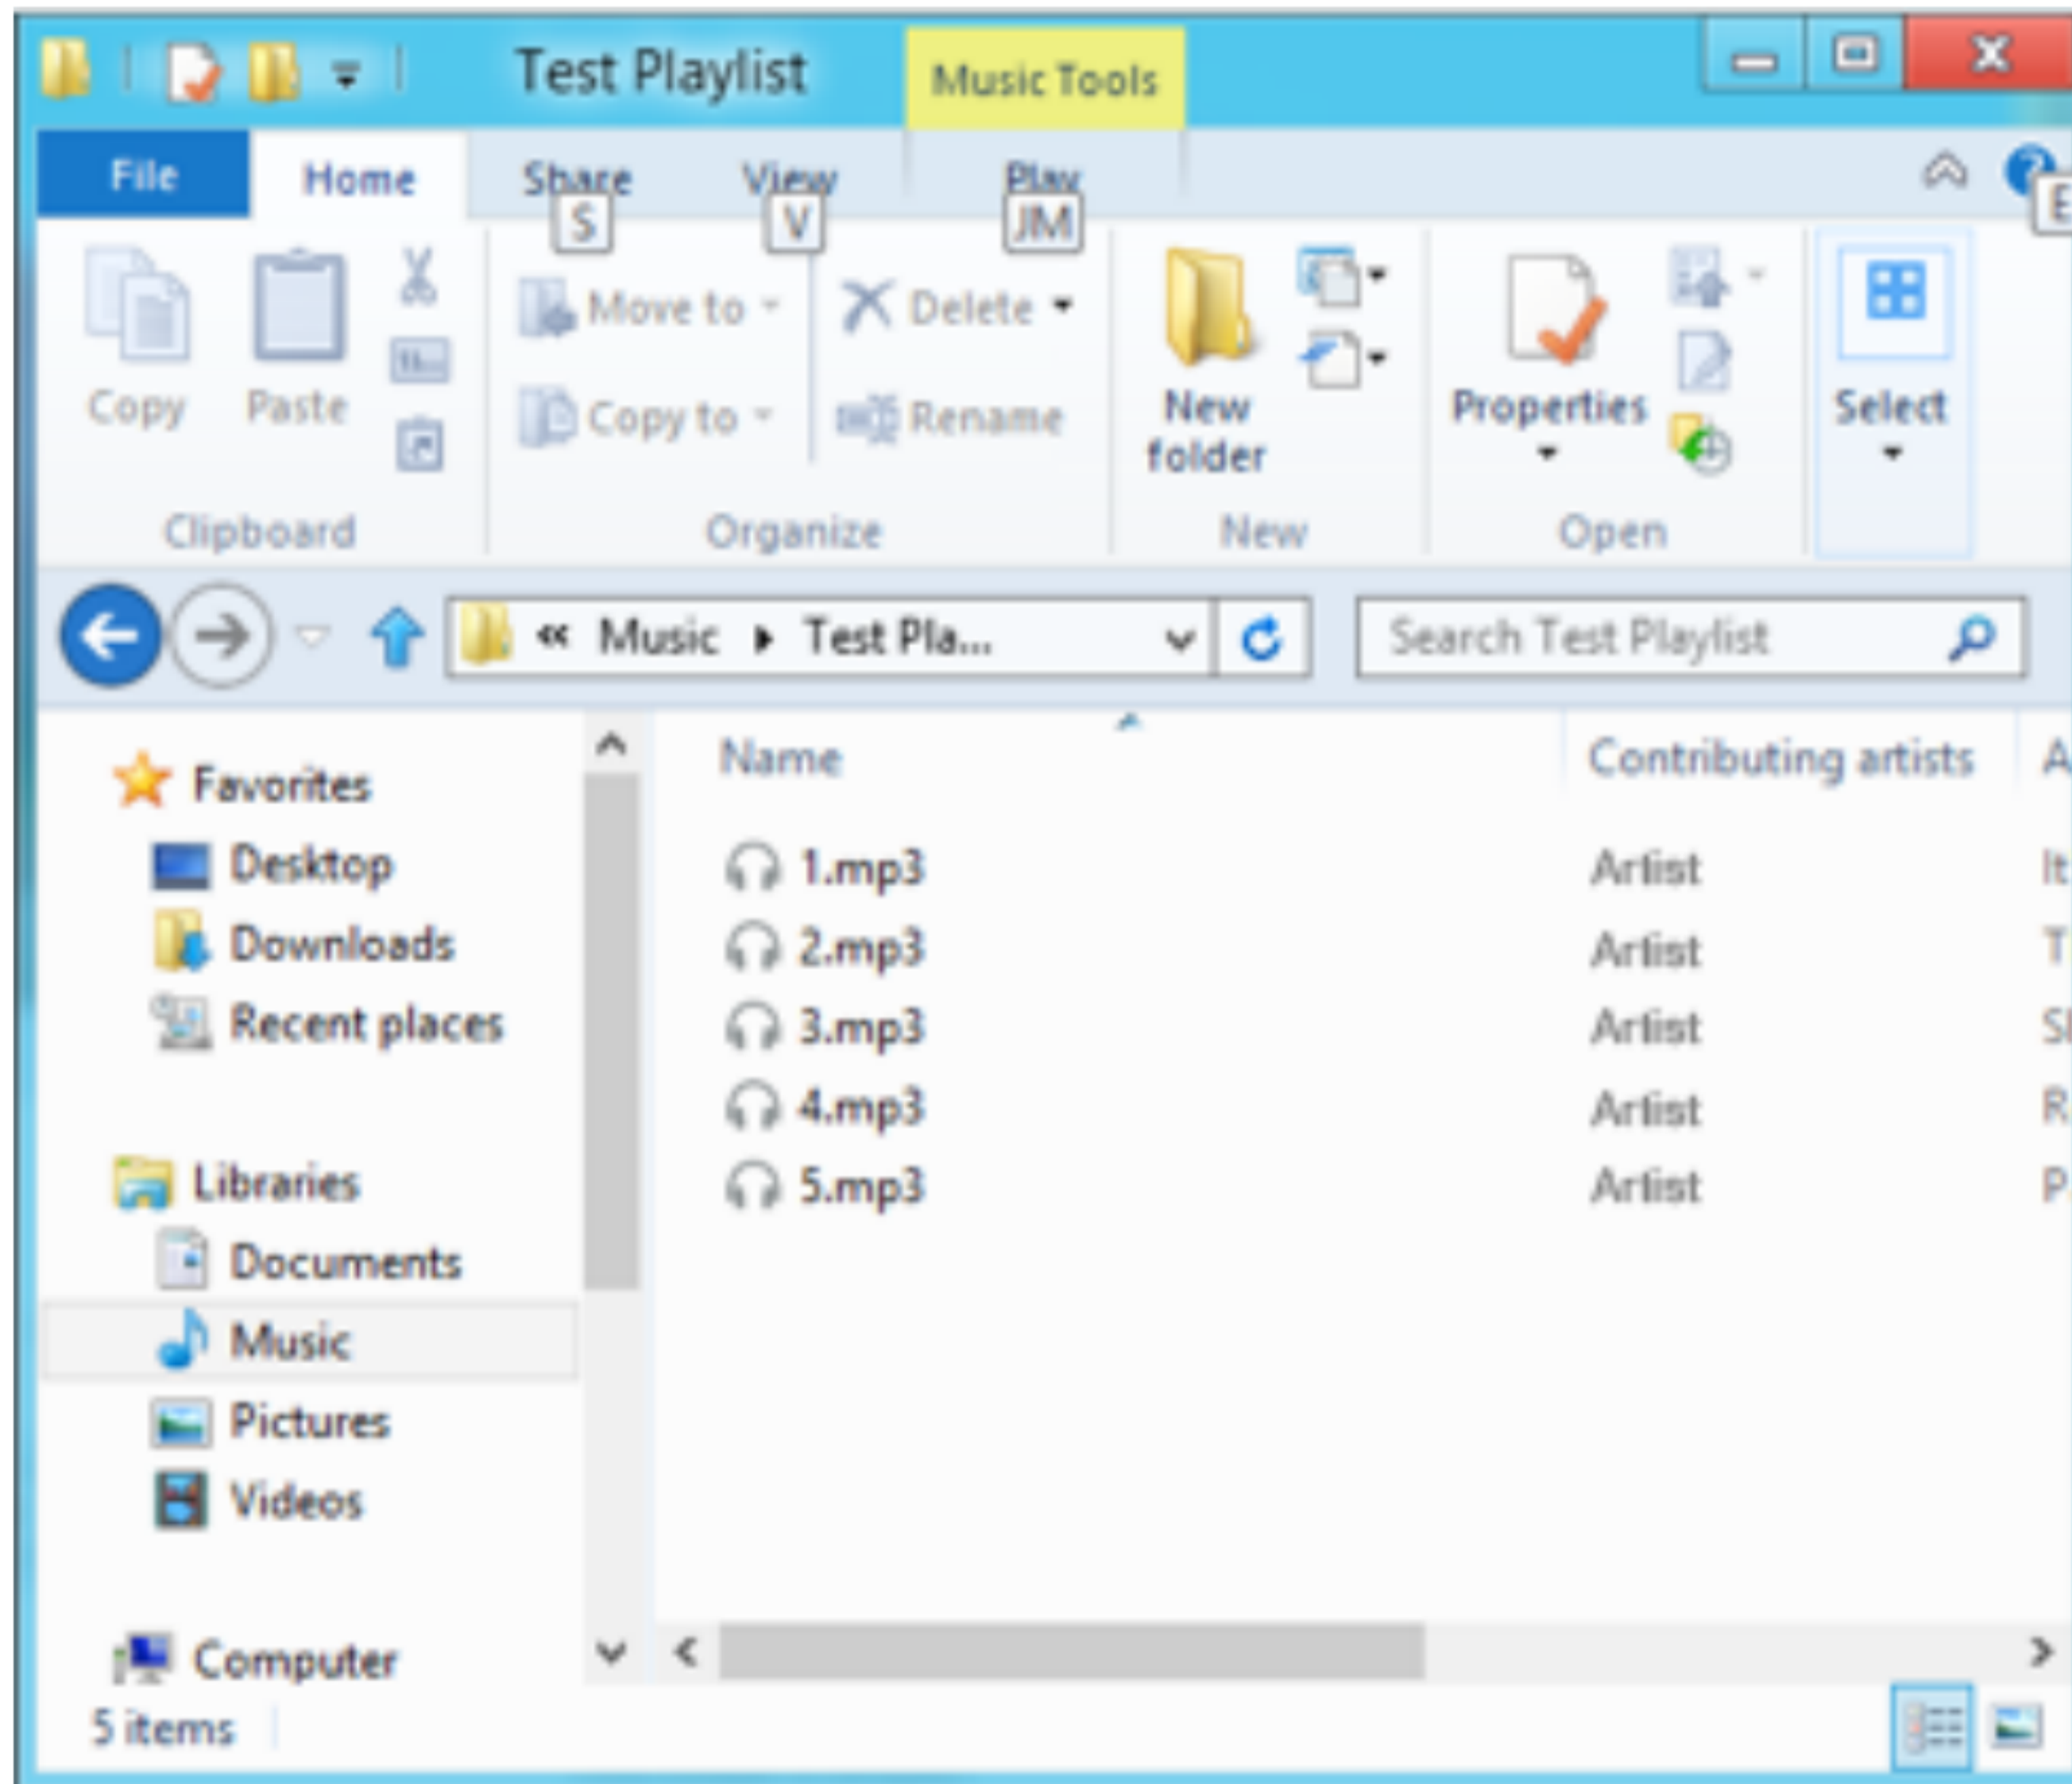 Test Playlist Music Tools
File Home Share View Play
S V JM E
Move to Delete
Copy Paste Copy to Rename New folder Properties Select
Clipboard Organize New Open
« Music Test Pla... Search Test Playlist
Name Contributing artists A
Favorites
Desktop 1.mp3 Artist It
Downloads 2.mp3 Artist T
Recent places 3.mp3 Artist
4.mp3 Artist R
Libraries 5.mp3 Artist P
Documents
Music
Pictures
Videos
Computer
5 items